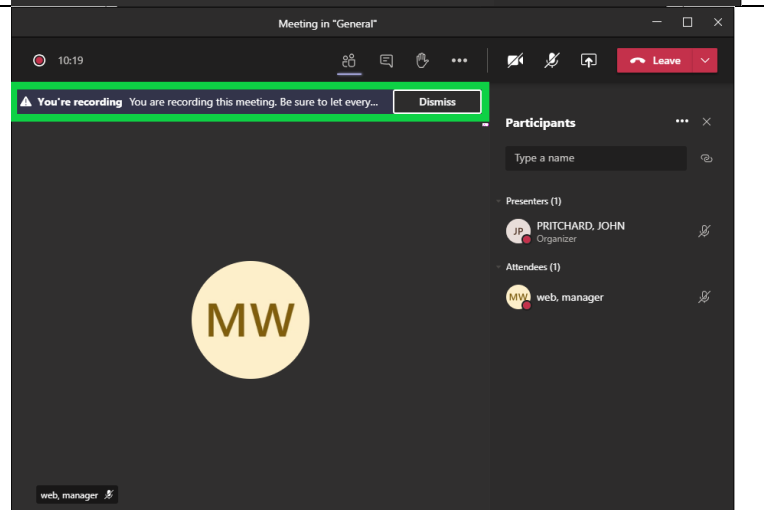 Meeting in "General"
10:19
Leave
You're recording You are recording this meeting. Be sure to let every...
Dismiss
Participants
Type a name
Presenters (1)
JP
PRITCHARD, JOHN
Organizer
Attendees (1)
MW
web, manager
MW
web, manager